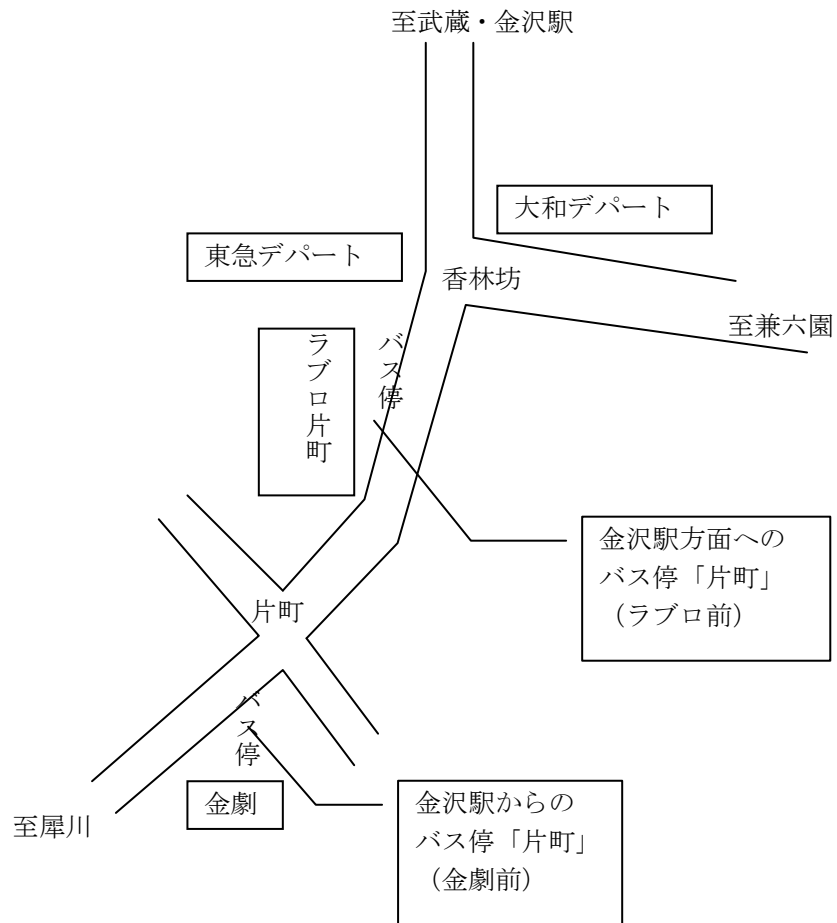 至武蔵・金沢駅
大和デパート
東急デパート
香林坊
至兼六園
ラブロ片町
バス停
金沢駅方面への
バス停「片町」
（ラブロ前）
片町
バス停
金劇
至犀川
金沢駅からの
バス停「片町」
（金劇前）